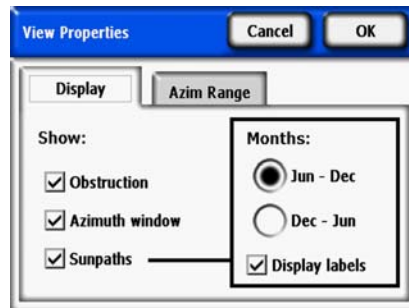 View Properties
Cancel
OK
Display
Azim Range
Show:
Obstruction
Azimuth window
Sunpaths
Months:
Jun - Dec
Dec - Jun
Display labels